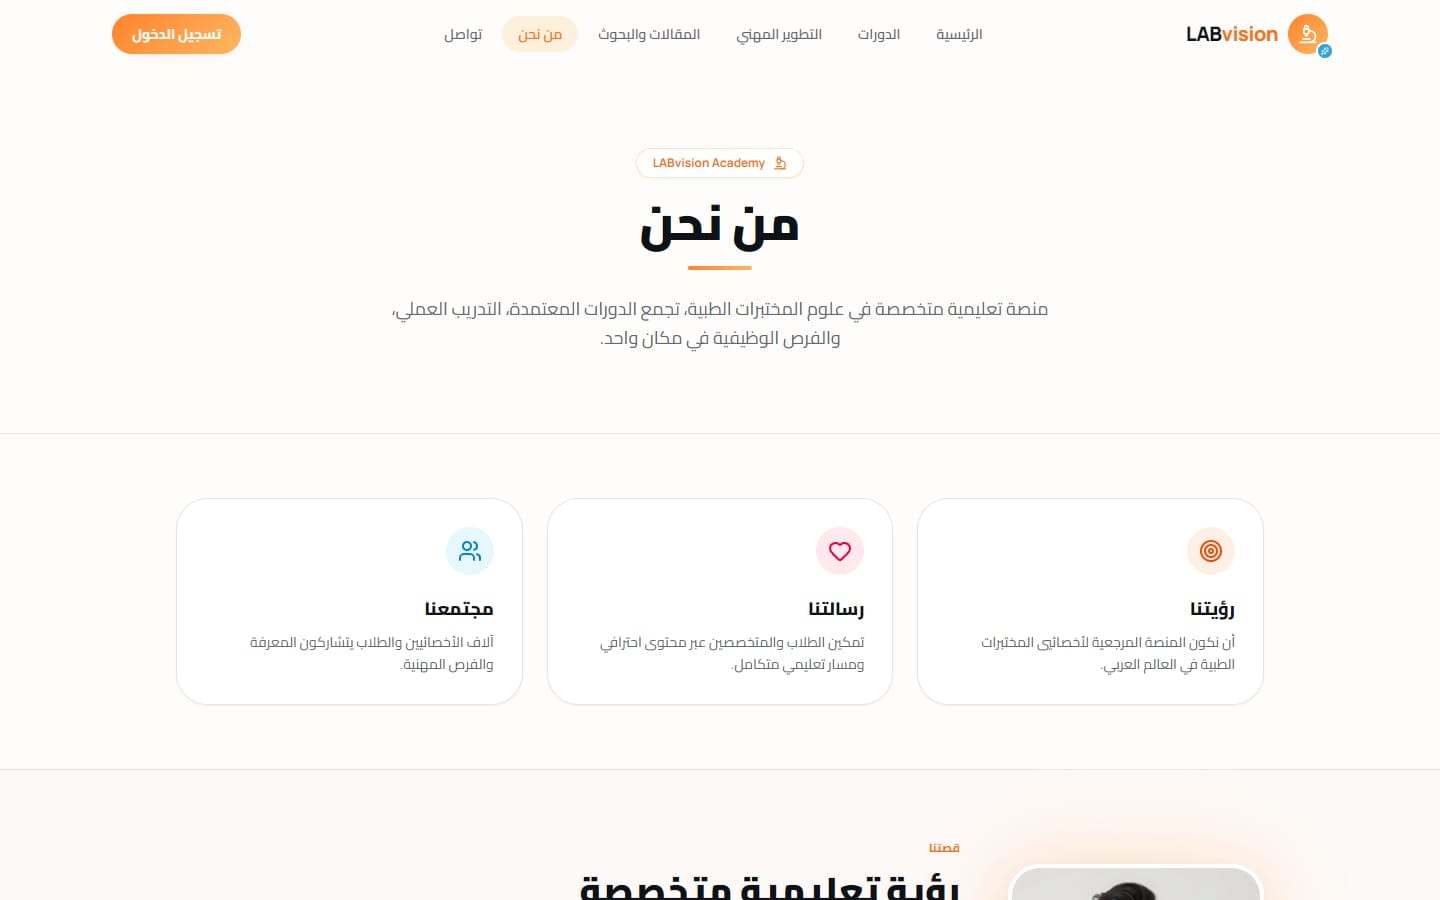 LABvision
الرئيسية
الدورات
التطوير المهني
المقالات والبحوث
من نحن
تواصل
تسجيل الدخول
LABvision Academy
من نحن
منصة تعليمية متخصصة في علوم المختبرات الطبية، تجمع الدورات المعتمدة، التدريب العملي،
والفرص الوظيفية في مكان واحد.
رؤيتنا
أن نكون المنصة المرجعية لأخصائيي المختبرات
الطبية في العالم العربي.
رسالتنا
تمكين الطلاب والمتخصصين عبر محتوى احترافي
ومسار تعليمي متكامل.
مجتمعنا
آلاف الأخصائيين والطلاب يتشاركون المعرفة
والفرص المهنية.
قصتنا
رؤية تعليمية متخصصة